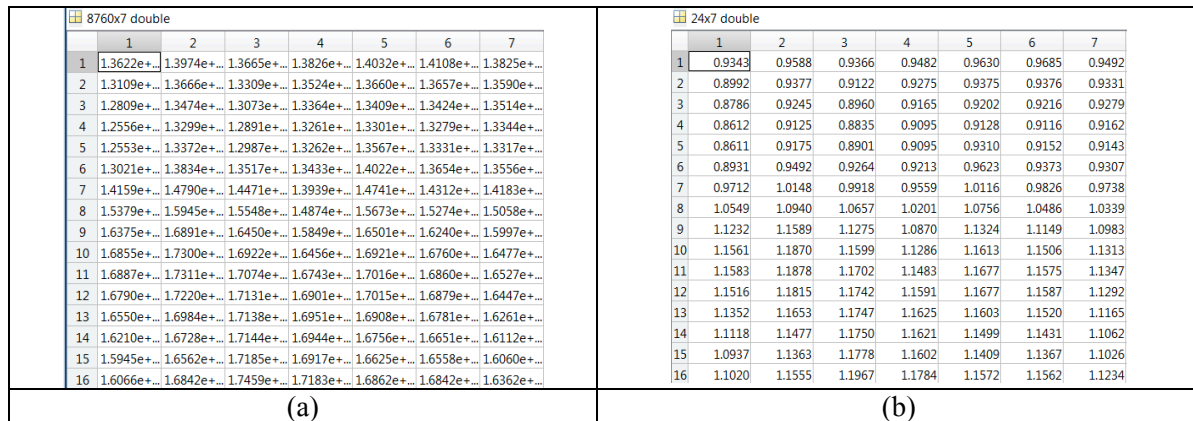 8760x7 double
1 2 3 4 5 6 7
1 1.3622e+... 1.3974e+... 1.3665e+... 1.3826e+... 1.4032e+... 1.4108e+... 1.3825e+...
2 1.3109e+... 1.3666e+... 1.3309e+... 1.3524e+... 1.3660e+... 1.3657e+... 1.3590e+...
3 1.2809e+... 1.3474e+... 1.3073e+... 1.3364e+... 1.3409e+... 1.3424e+... 1.3514e+...
4 1.2556e+... 1.3299e+... 1.2891e+... 1.3261e+... 1.3301e+... 1.3279e+... 1.3344e+...
5 1.2553e+... 1.3372e+... 1.2987e+... 1.3262e+... 1.3567e+... 1.3331e+... 1.3317e+...
6 1.3021e+... 1.3834e+... 1.3517e+... 1.3433e+... 1.4022e+... 1.3654e+... 1.3556e+...
7 1.4159e+... 1.4790e+... 1.4471e+... 1.3939e+... 1.4741e+... 1.4312e+... 1.4183e+...
8 1.5379e+... 1.5945e+... 1.5548e+... 1.4874e+... 1.5673e+... 1.5274e+... 1.5058e+...
9 1.6375e+... 1.6891e+... 1.6450e+... 1.5849e+... 1.6501e+... 1.6240e+... 1.5997e+...
10 1.6855e+... 1.7300e+... 1.6922e+... 1.6456e+... 1.6921e+... 1.6760e+... 1.6477e+...
11 1.6887e+... 1.7311e+... 1.7074e+... 1.6743e+... 1.7016e+... 1.6860e+... 1.6527e+...
12 1.6790e+... 1.7220e+... 1.7131e+... 1.6901e+... 1.7015e+... 1.6879e+... 1.6447e+...
13 1.6550e+... 1.6984e+... 1.7138e+... 1.6951e+... 1.6908e+... 1.6781e+... 1.6261e+...
14 1.6210e+... 1.6728e+... 1.7144e+... 1.6944e+... 1.6756e+... 1.6651e+... 1.6112e+...
15 1.5945e+... 1.6562e+... 1.7185e+... 1.6917e+... 1.6625e+... 1.6558e+... 1.6060e+...
16 1.6066e+... 1.6842e+... 1.7459e+... 1.7183e+... 1.6862e+... 1.6842e+... 1.6362e+...
(a)
24x7 double
1 2 3 4 5 6 7
1 0.9343 0.9588 0.9366 0.9482 0.9630 0.9685 0.9492
2 0.8992 0.9377 0.9122 0.9275 0.9375 0.9376 0.9331
3 0.8786 0.9245 0.8960 0.9165 0.9202 0.9216 0.9279
4 0.8612 0.9125 0.8835 0.9095 0.9128 0.9116 0.9162
5 0.8611 0.9175 0.8901 0.9095 0.9310 0.9152 0.9143
6 0.8931 0.9492 0.9264 0.9213 0.9623 0.9373 0.9307
7 0.9712 1.0148 0.9918 0.9559 1.0116 0.9826 0.9738
8 1.0549 1.0940 1.0657 1.0201 1.0756 1.0486 1.0339
9 1.1232 1.1589 1.1275 1.0870 1.1324 1.1149 1.0983
10 1.1561 1.1870 1.1599 1.1286 1.1613 1.1506 1.1313
11 1.1583 1.1878 1.1702 1.1483 1.1677 1.1575 1.1347
12 1.1516 1.1815 1.1742 1.1591 1.1677 1.1587 1.1292
13 1.1352 1.1653 1.1747 1.1625 1.1603 1.1520 1.1165
14 1.1118 1.1477 1.1750 1.1621 1.1499 1.1431 1.1062
15 1.0937 1.1363 1.1778 1.1602 1.1409 1.1367 1.1026
16 1.1020 1.1555 1.1967 1.1784 1.1572 1.1562 1.1234
(b)